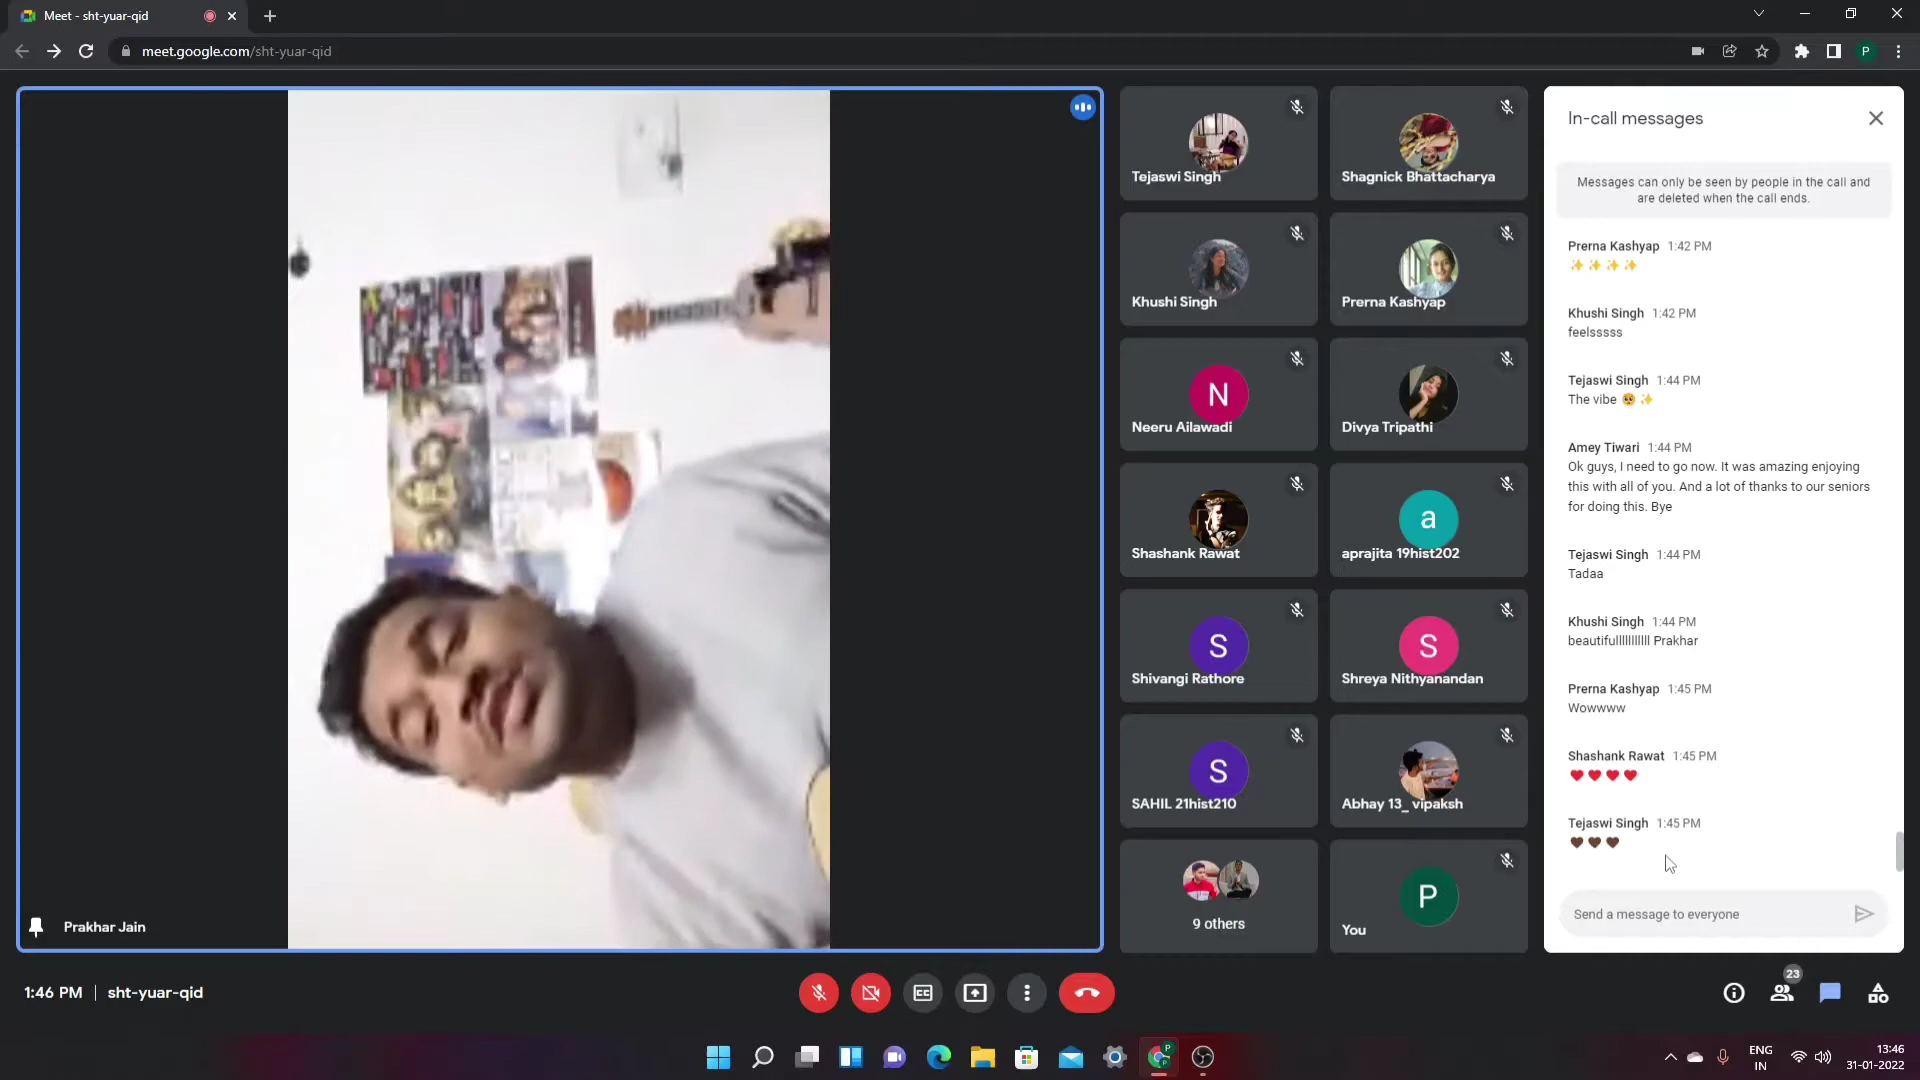 Meet - sht-yuar-qid
meet.google.com/sht-yuar-qid
P
Prakhar Jain
Tejaswi Singh
Shagnick Bhattacharya
Khushi Singh
Prerna Kashyap
N
Neeru Ailawadi
Divya Tripathi
Shashank Rawat
a
aprajita 19hist202
S
Shivangi Rathore
S
Shreya Nithyanandan
S
SAHIL 21hist210
Abhay 13_ vipaksh
9 others
P
You
In-call messages
Messages can only be seen by people in the call and
are deleted when the call ends.
Prerna Kashyap 1:42 PM
✨ ✨ ✨ ✨
Khushi Singh 1:42 PM
feelsssss
Tejaswi Singh 1:44 PM
The vibe 🥺 ✨
Amey Tiwari 1:44 PM
Ok guys, I need to go now. It was amazing enjoying
this with all of you. And a lot of thanks to our seniors
for doing this. Bye
Tejaswi Singh 1:44 PM
Tadaa
Khushi Singh 1:44 PM
beautifulllllllllll Prakhar
Prerna Kashyap 1:45 PM
Wowwww
Shashank Rawat 1:45 PM
❤️ ❤️ ❤️ ❤️
Tejaswi Singh 1:45 PM
🤎 🤎 🤎
Send a message to everyone
1:46 PM | sht-yuar-qid
CC
23
P
P
ENG
IN
13:46
31-01-2022